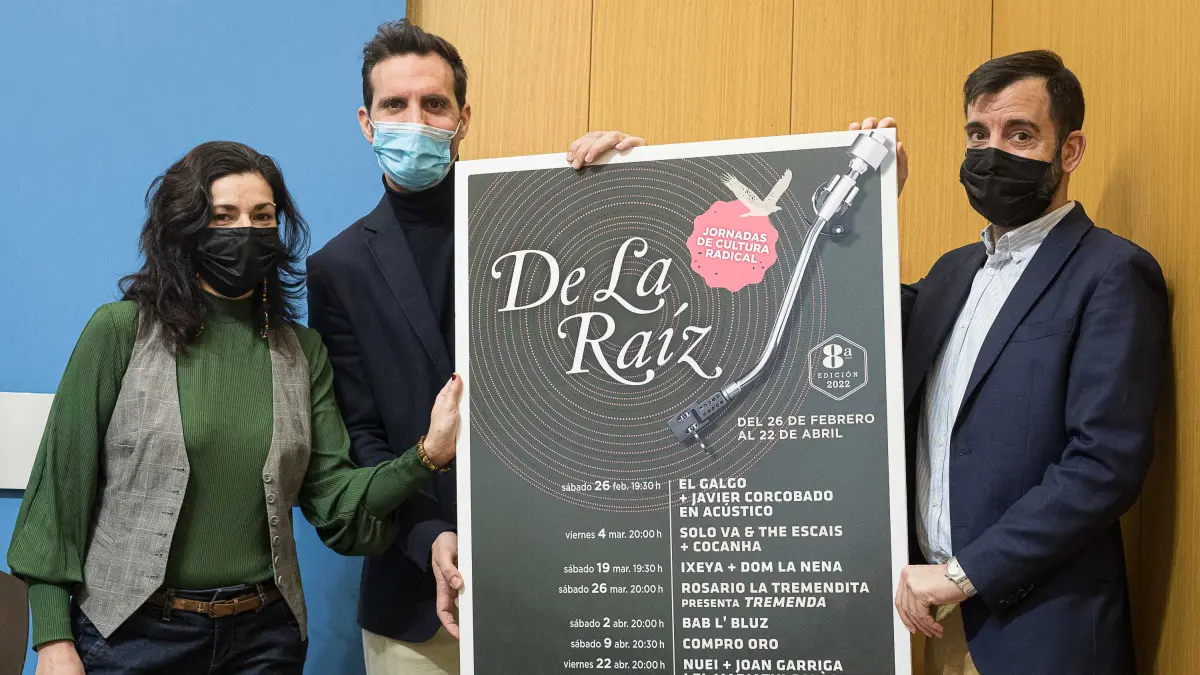 JORNADAS
DE CULTURA
RADICAL
De La
Raíz
8ª
EDICIÓN
2022
DEL 26 DE FEBRERO
AL 22 DE ABRIL
sábado 26 feb. 19:30 h EL GALGO
+ JAVIER CORCOBADO
EN ACÚSTICO
viernes 4 mar. 20:00 h SOLO VA & THE ESCAIS
+ COCANHA
sábado 19 mar. 19:30 h IXEYA + DOM LA NENA
sábado 26 mar. 20:00 h ROSARIO LA TREMENDITA
PRESENTA TREMENDA
sábado 2 abr. 20:00 h BAB L' BLUZ
sábado 9 abr. 20:30 h COMPRO ORO
viernes 22 abr. 20:00 h NUEI + JOAN GARRIGA